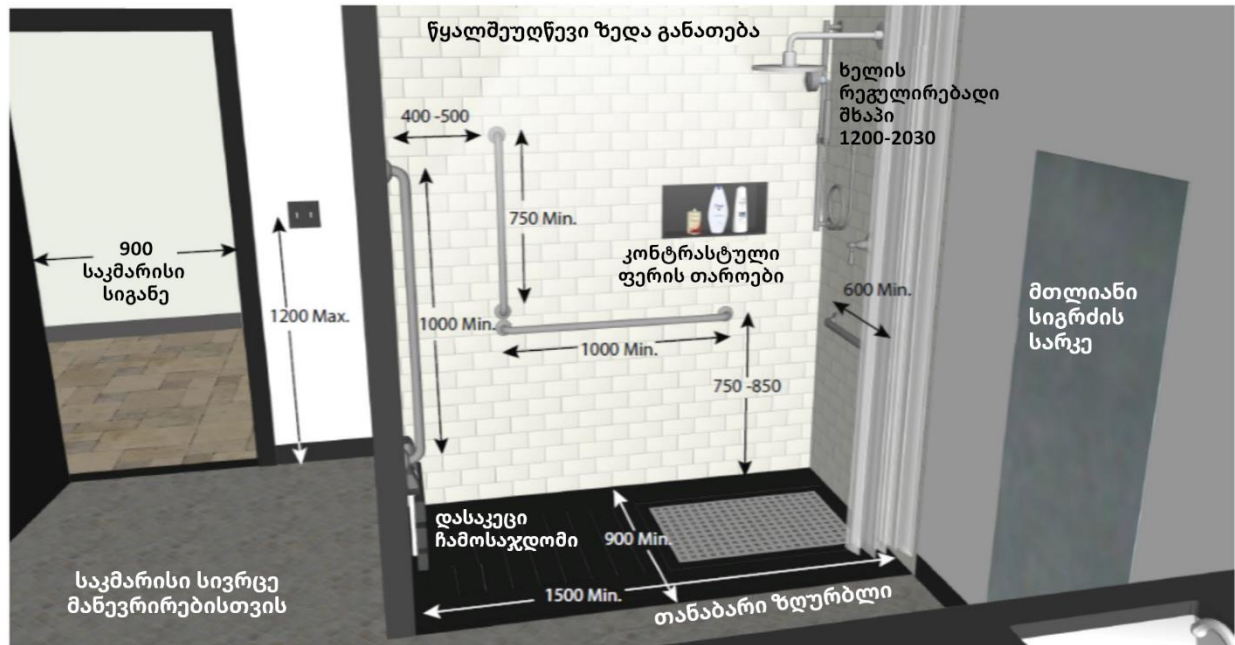 წყალშეუღწევი ზედა განათება
ხელის
რეგულირებადი
შხაპი
1200-2030
400 -500
750 Min.
კონტრასტული
ფერის თაროები
900
საკმარისი
სიგანე
1200 Max.
1000 Min.
1000 Min.
600 Min.
მთლიანი
სიგრძის
სარკე
750 -850
დასაკეცი
ჩამოსაჯდომი
900 Min.
საკმარისი სივრცე
მანევრირებისთვის
1500 Min.
თანაბარი ზღურბლი